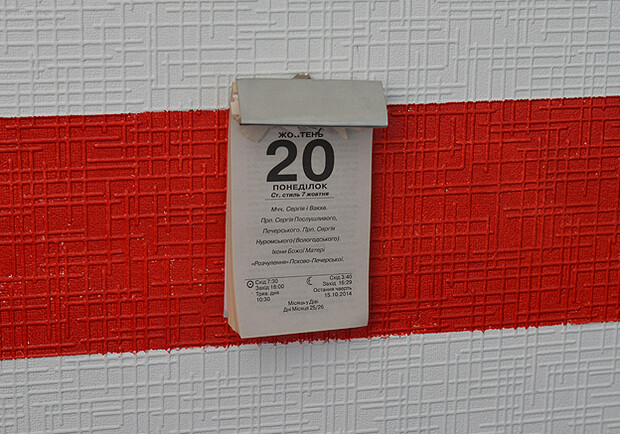 ЖОВТЕНЬ
20
ПОНЕДІЛОК
Ст. стиль 7 жовтня
Мчч. Сергія і Вакха.
Прп. Сергія Послушливого,
Печерського. Прп. Сергія
Нуромського (Вологодського).
Ікони Божої Матері
«Розчулення» Псково-Печерської.
Схід 7:30
Захід 18:00
Трив. дня
10:30
Схід 3:40
Захід 16:29
Остання чверть
15.10.2014
Місяць у Діві
Дні Місяця 25/26